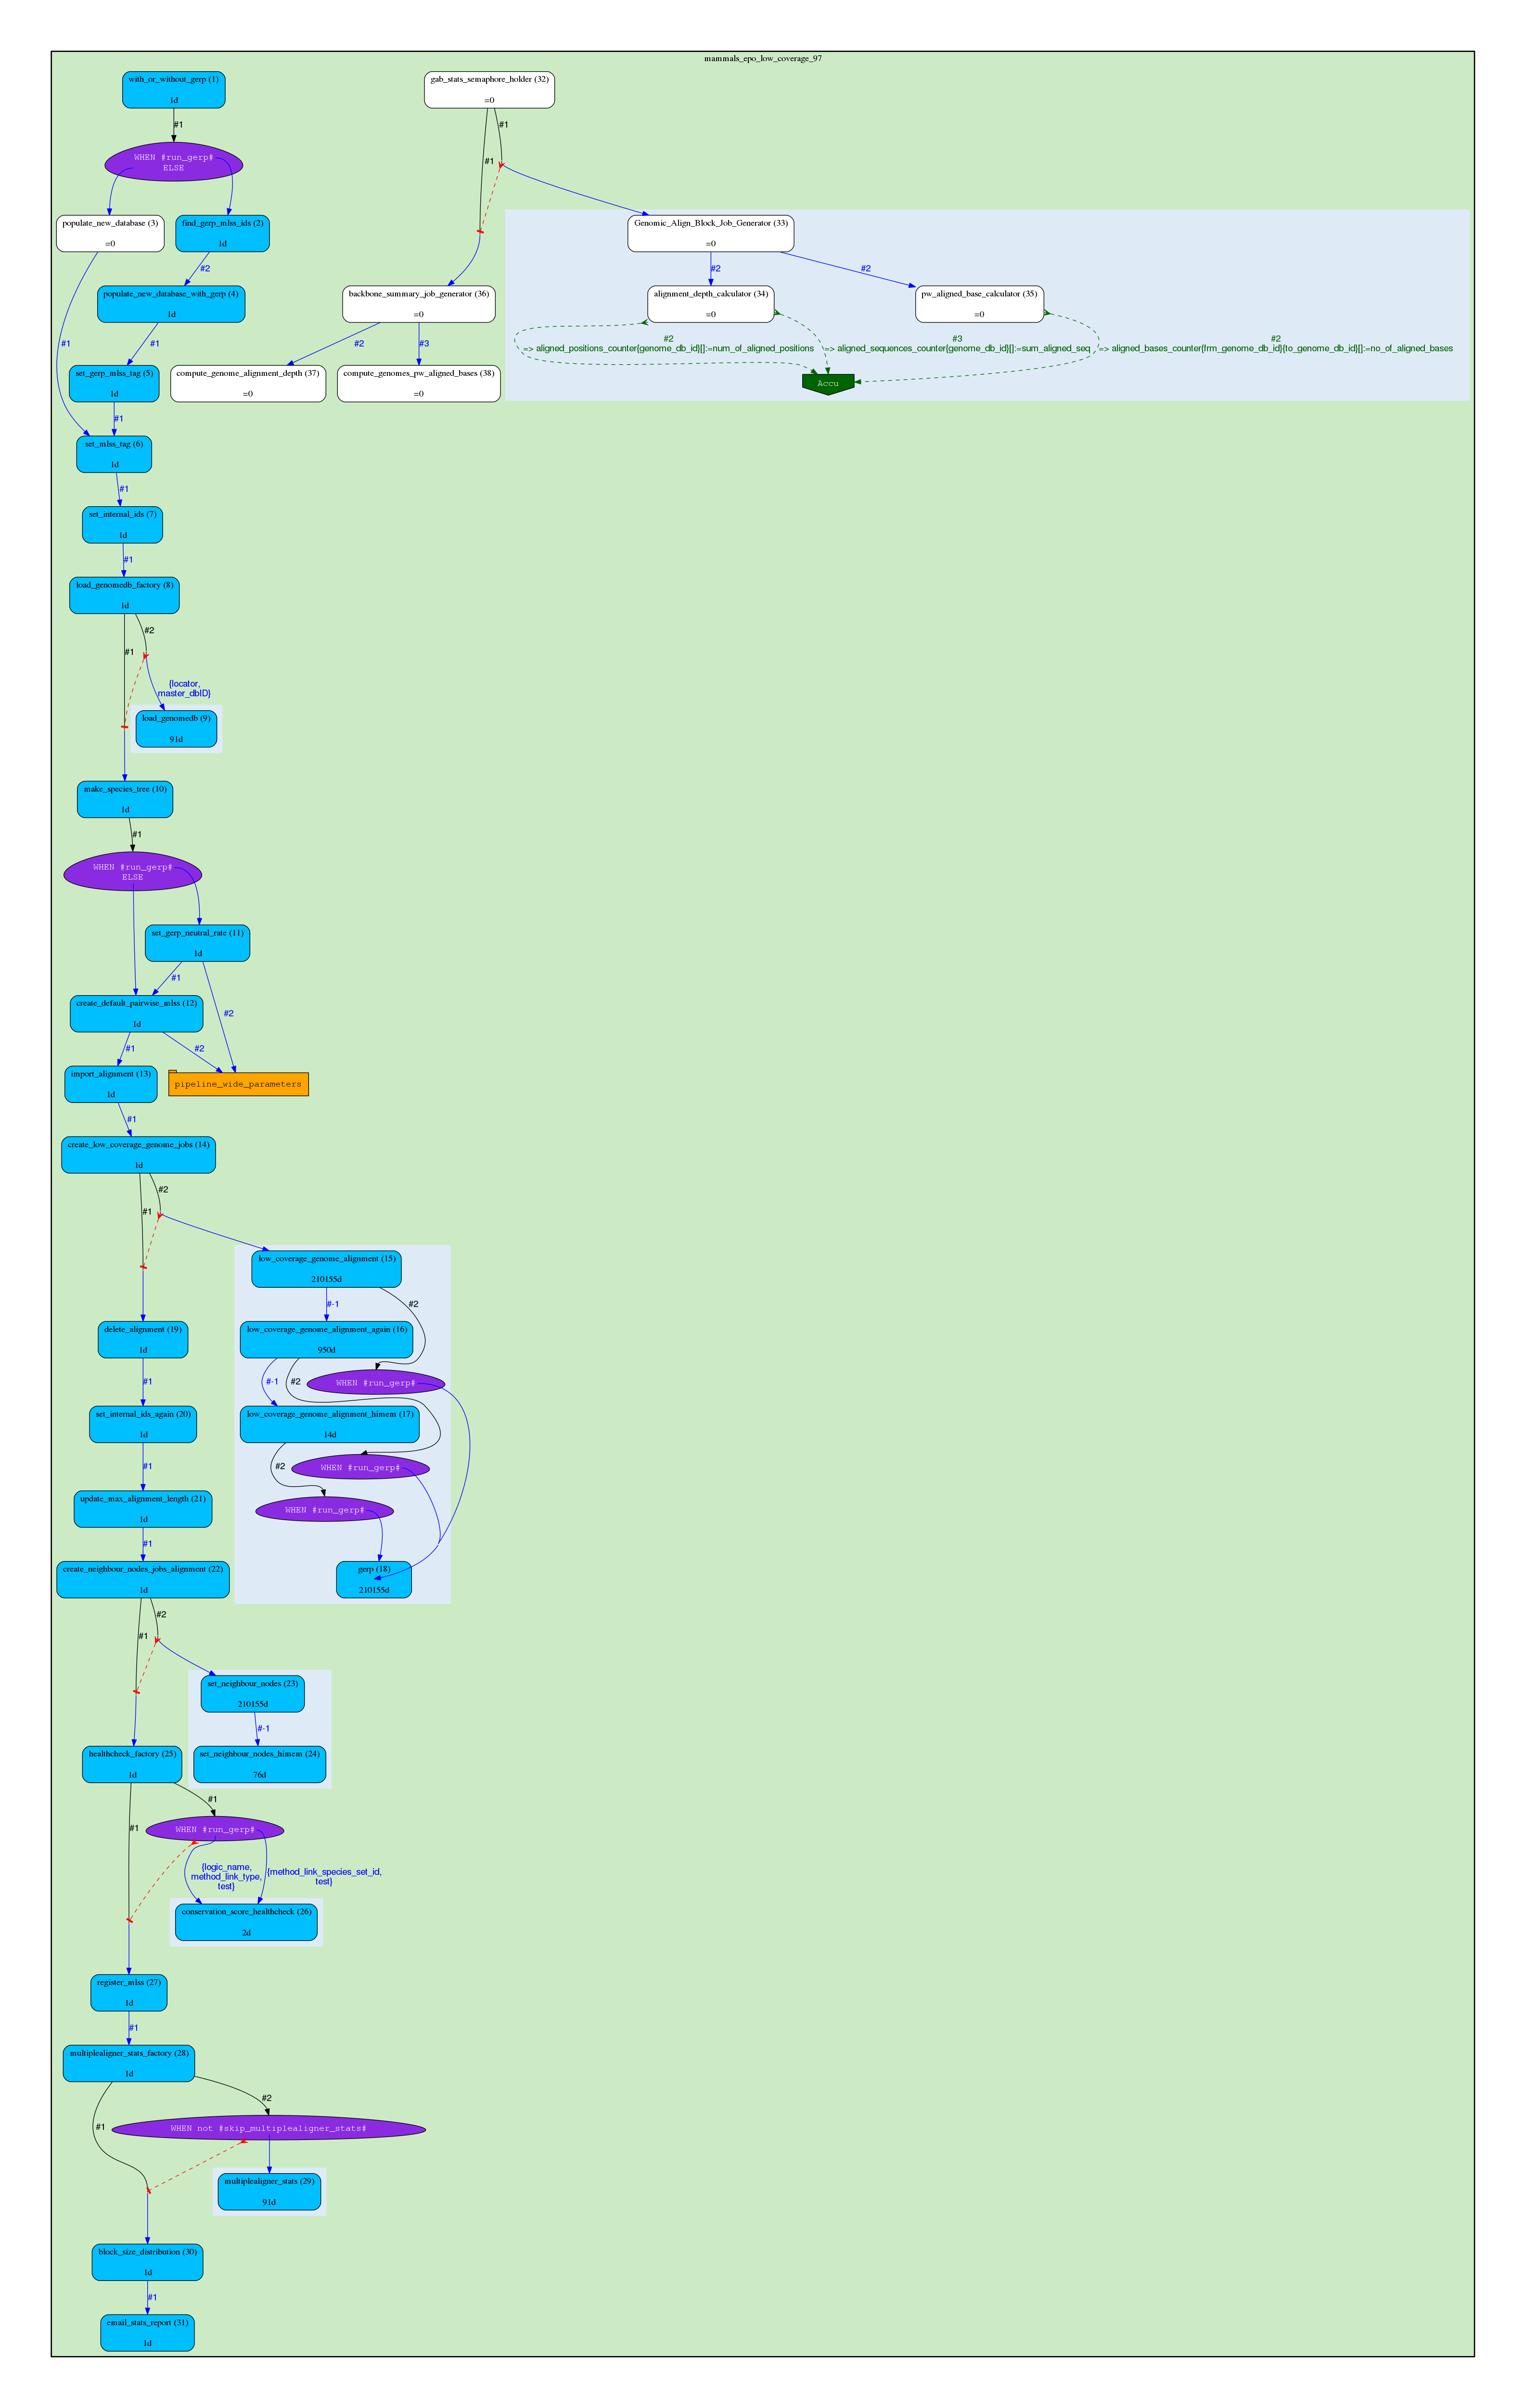 mammals_epo_low_coverage_97
with_or_without_gerp (1)
1d
gab_stats_semaphore_holder (32)
=0
#1
#1
#1
WHEN #run_gerp#
ELSE
populate_new_database (3)
=0
find_gerp_mlss_ids (2)
1d
Genomic_Align_Block_Job_Generator (33)
=0
#2
#2
#2
populate_new_database_with_gerp (4)
1d
backbone_summary_job_generator (36)
=0
alignment_depth_calculator (34)
=0
pw_aligned_base_calculator (35)
=0
#1
#1
#2
#3
#2
=> aligned_positions_counter{genome_db_id}[]:=num_of_aligned_positions
#3
=> aligned_sequences_counter{genome_db_id}[]:=sum_aligned_seq
#2
=> aligned_bases_counter{frm_genome_db_id}{to_genome_db_id}[]:=no_of_aligned_bases
set_gerp_mlss_tag (5)
1d
compute_genome_alignment_depth (37)
=0
compute_genomes_pw_aligned_bases (38)
=0
Accu
#1
set_mlss_tag (6)
1d
#1
set_internal_ids (7)
1d
#1
load_genomedb_factory (8)
1d
#2
#1
{locator,
master_dbID}
load_genomedb (9)
91d
make_species_tree (10)
1d
#1
WHEN #run_gerp#
ELSE
set_gerp_neutral_rate (11)
1d
#1
#2
create_default_pairwise_mlss (12)
1d
#1
#2
import_alignment (13)
1d
pipeline_wide_parameters
#1
create_low_coverage_genome_jobs (14)
1d
#2
#1
low_coverage_genome_alignment (15)
210155d
#-1
#2
delete_alignment (19)
1d
low_coverage_genome_alignment_again (16)
950d
#1
#-1
#2
WHEN #run_gerp#
set_internal_ids_again (20)
1d
low_coverage_genome_alignment_himem (17)
14d
#1
#2
WHEN #run_gerp#
update_max_alignment_length (21)
1d
WHEN #run_gerp#
#1
create_neighbour_nodes_jobs_alignment (22)
1d
gerp (18)
210155d
#2
#1
set_neighbour_nodes (23)
210155d
#-1
healthcheck_factory (25)
1d
set_neighbour_nodes_himem (24)
76d
#1
#1
WHEN #run_gerp#
{logic_name,
method_link_type,
test}
{method_link_species_set_id,
test}
conservation_score_healthcheck (26)
2d
register_mlss (27)
1d
#1
multiplealigner_stats_factory (28)
1d
#2
#1
WHEN not #skip_multiplealigner_stats#
multiplealigner_stats (29)
91d
block_size_distribution (30)
1d
#1
email_stats_report (31)
1d